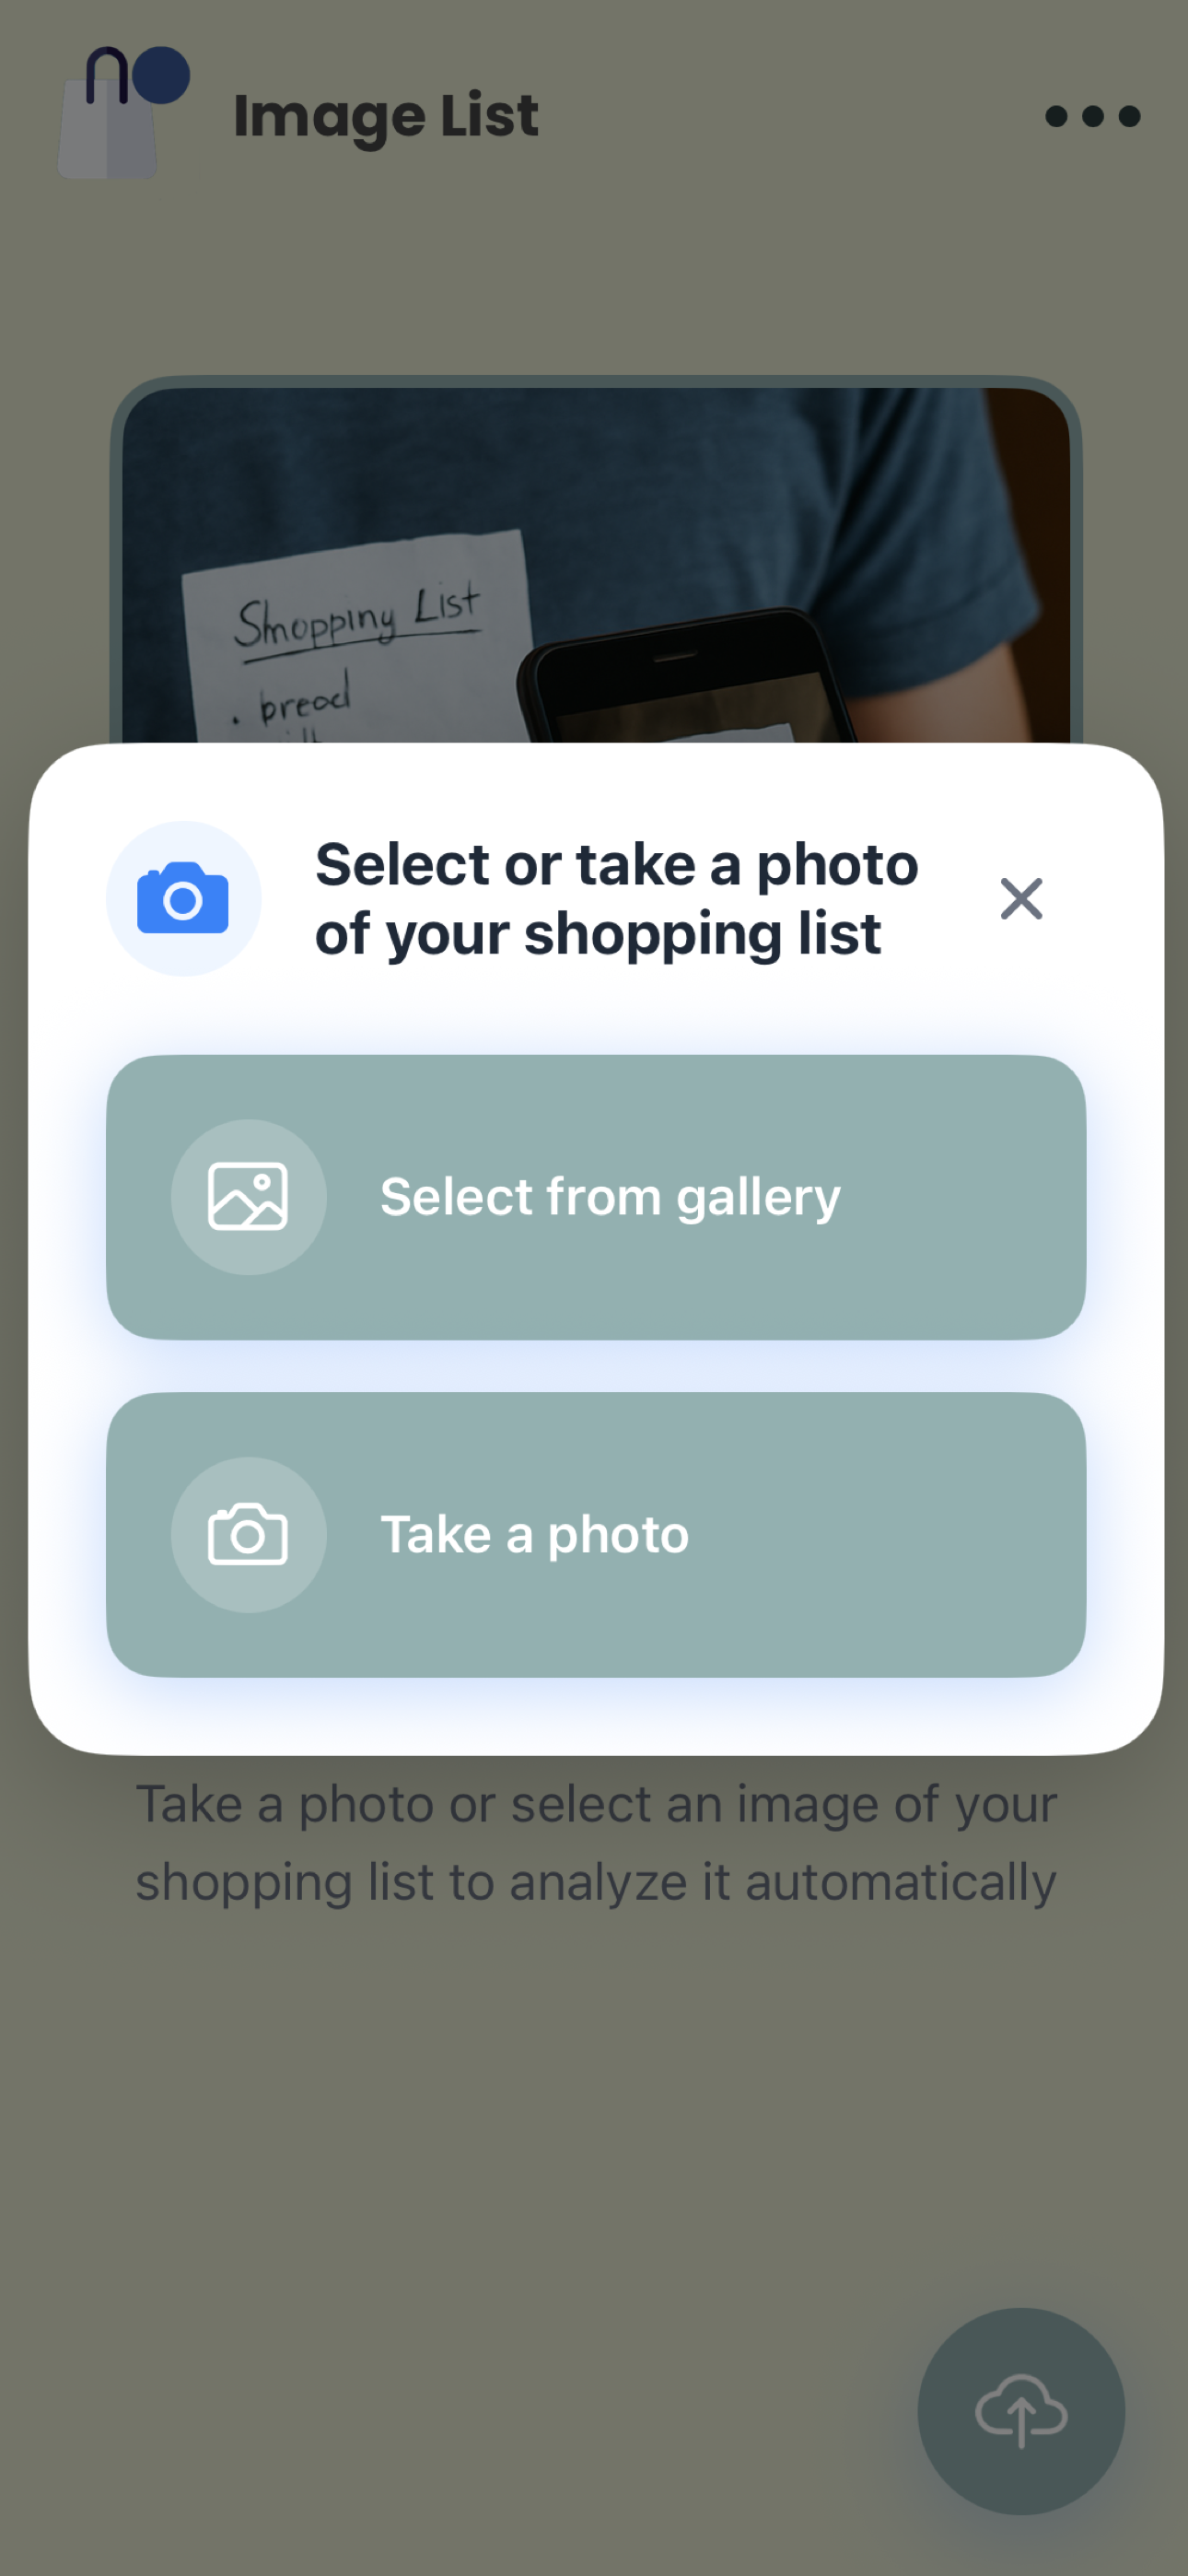 Image List
Shopping List
• bread
Select or take a photo
of your shopping list
Select from gallery
Take a photo
Take a photo or select an image of your
shopping list to analyze it automatically